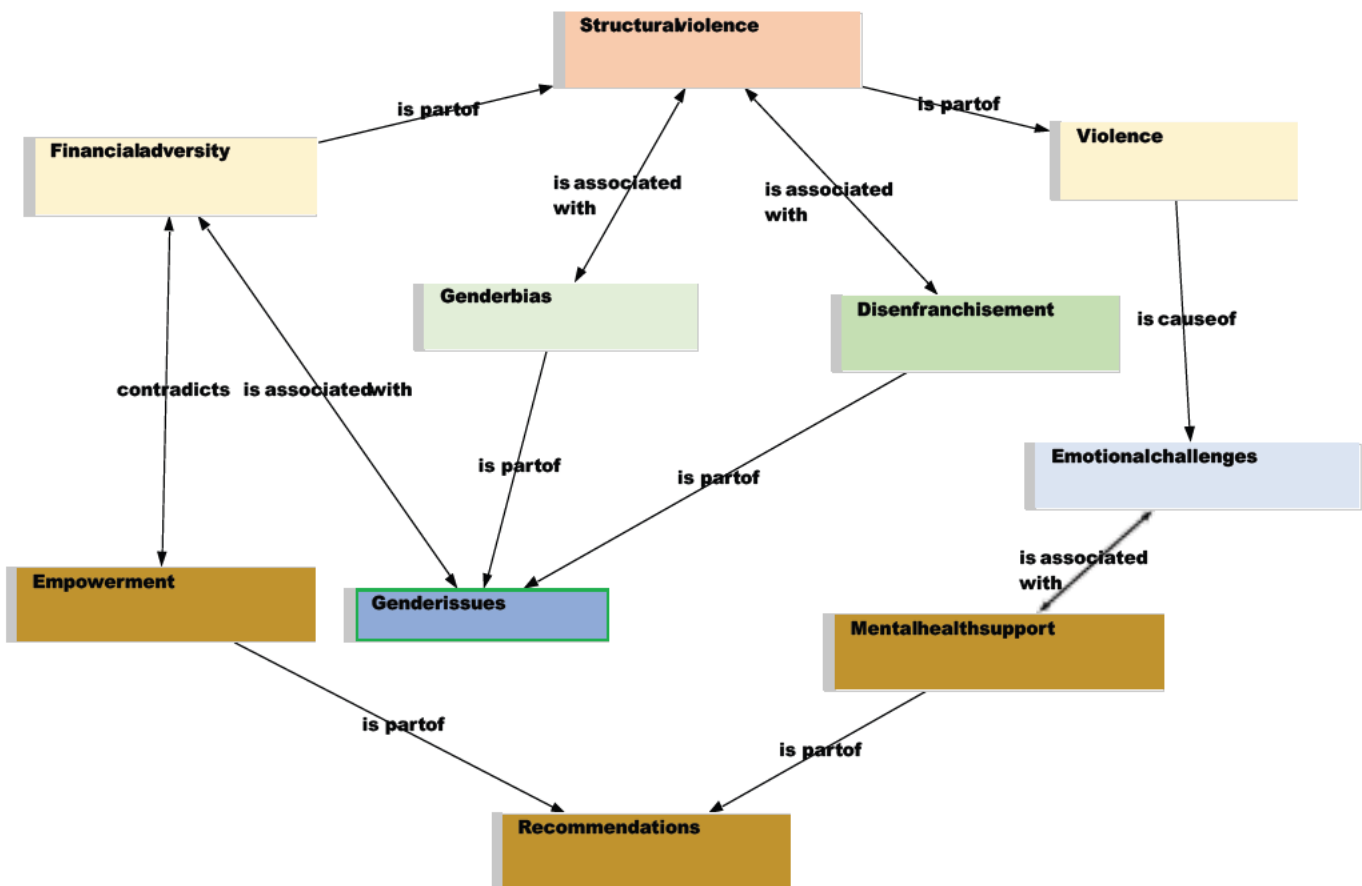 Structuralviolence
is partof
is partof
Financialadversity
Violence
is associated
with
is associated
with
Genderbias
Disenfranchisement
is causeof
contradicts
is associatedwith
is partof
is partof
Emotionalchallenges
is associated
with
Empowerment
Genderissues
Mentalhealthsupport
is partof
is partof
Recommendations